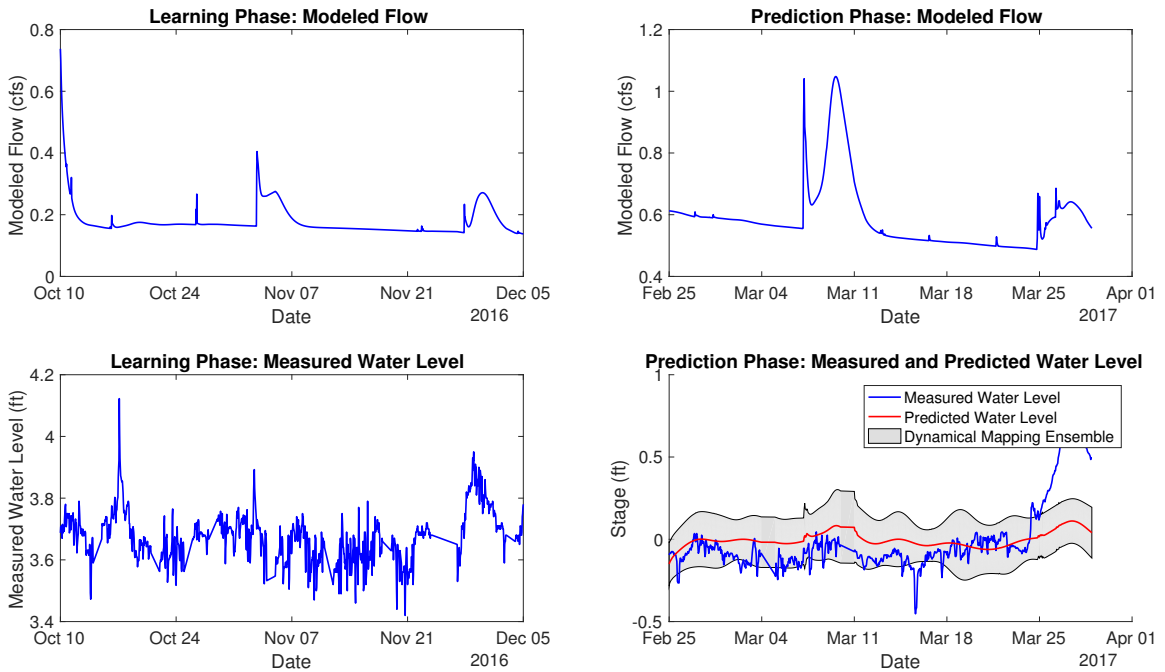 Learning Phase: Modeled Flow
Modeled Flow (cfs)
0.8
0.6
0.4
0.2
0
Oct 10
Oct 24
Nov 07
Nov 21
Dec 05
Date
2016
Prediction Phase: Modeled Flow
Modeled Flow (cfs)
1.2
1
0.8
0.6
0.4
Feb 25
Mar 04
Mar 11
Mar 18
Mar 25
Apr 01
Date
2017
Learning Phase: Measured Water Level
Measured Water Level (ft)
4.2
4
3.8
3.6
3.4
Oct 10
Oct 24
Nov 07
Nov 21
Dec 05
Date
2016
Prediction Phase: Measured and Predicted Water Level
Stage (ft)
1
0.5
0
-0.5
Measured Water Level
Predicted Water Level
Dynamical Mapping Ensemble
Feb 25
Mar 04
Mar 11
Mar 18
Mar 25
Apr 01
Date
2017